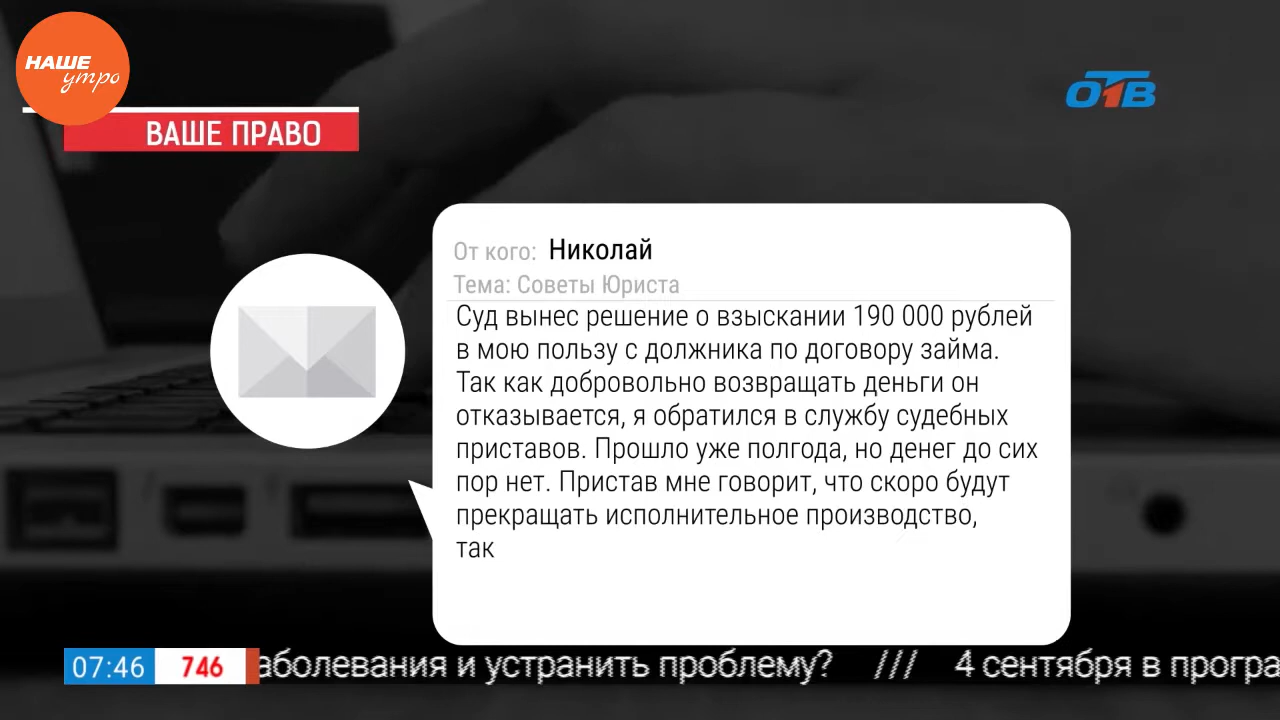 НАШЕ
утро
ОТВ
ВАШЕ ПРАВО
От кого: Николай
Тема: Советы Юриста
Суд вынес решение о взыскании 190 000 рублей
в мою пользу с должника по договору займа.
Так как добровольно возвращать деньги он
отказывается, я обратился в службу судебных
приставов. Прошло уже полгода, но денег до сих
пор нет. Пристав мне говорит, что скоро будут
прекращать исполнительное производство,
так
07:46 746 аболевания и устранить проблему? /// 4 сентября в програ